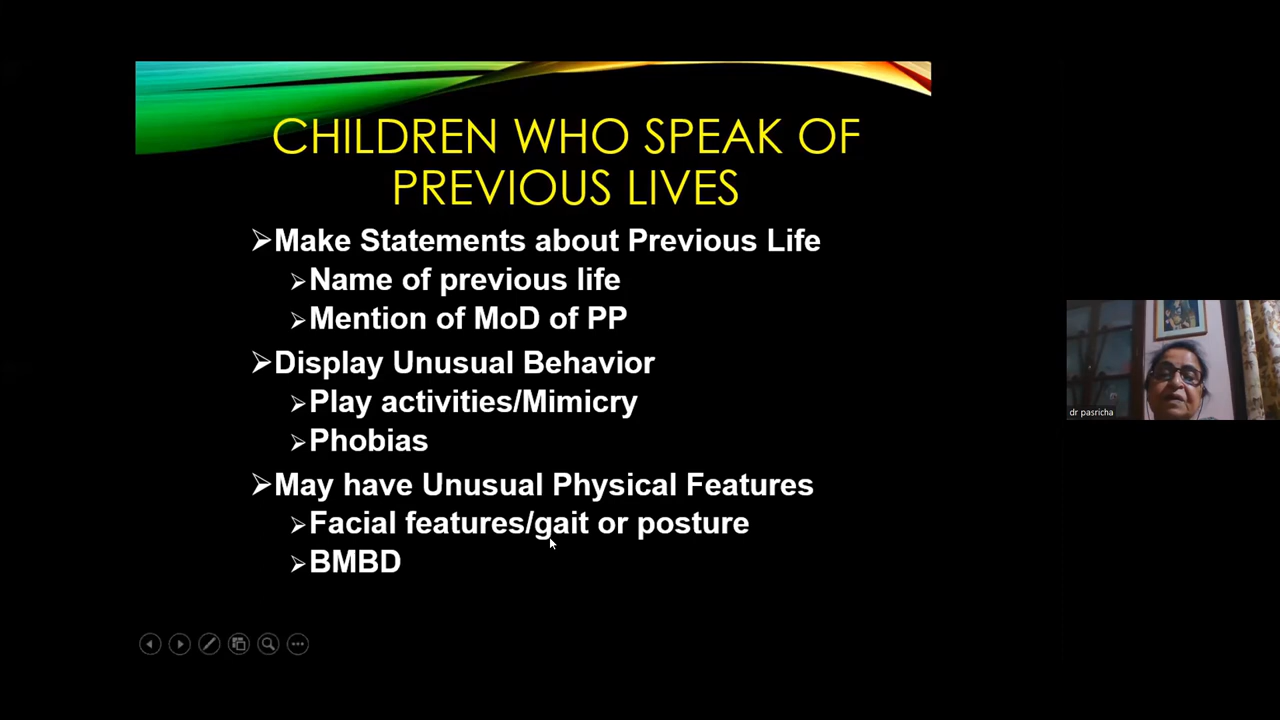 CHILDREN WHO SPEAK OF
PREVIOUS LIVES
Make Statements about Previous Life
Name of previous life
Mention of MoD of PP
Display Unusual Behavior
Play activities/Mimicry
Phobias
May have Unusual Physical Features
Facial features/gait or posture
BMBD
dr pasricha